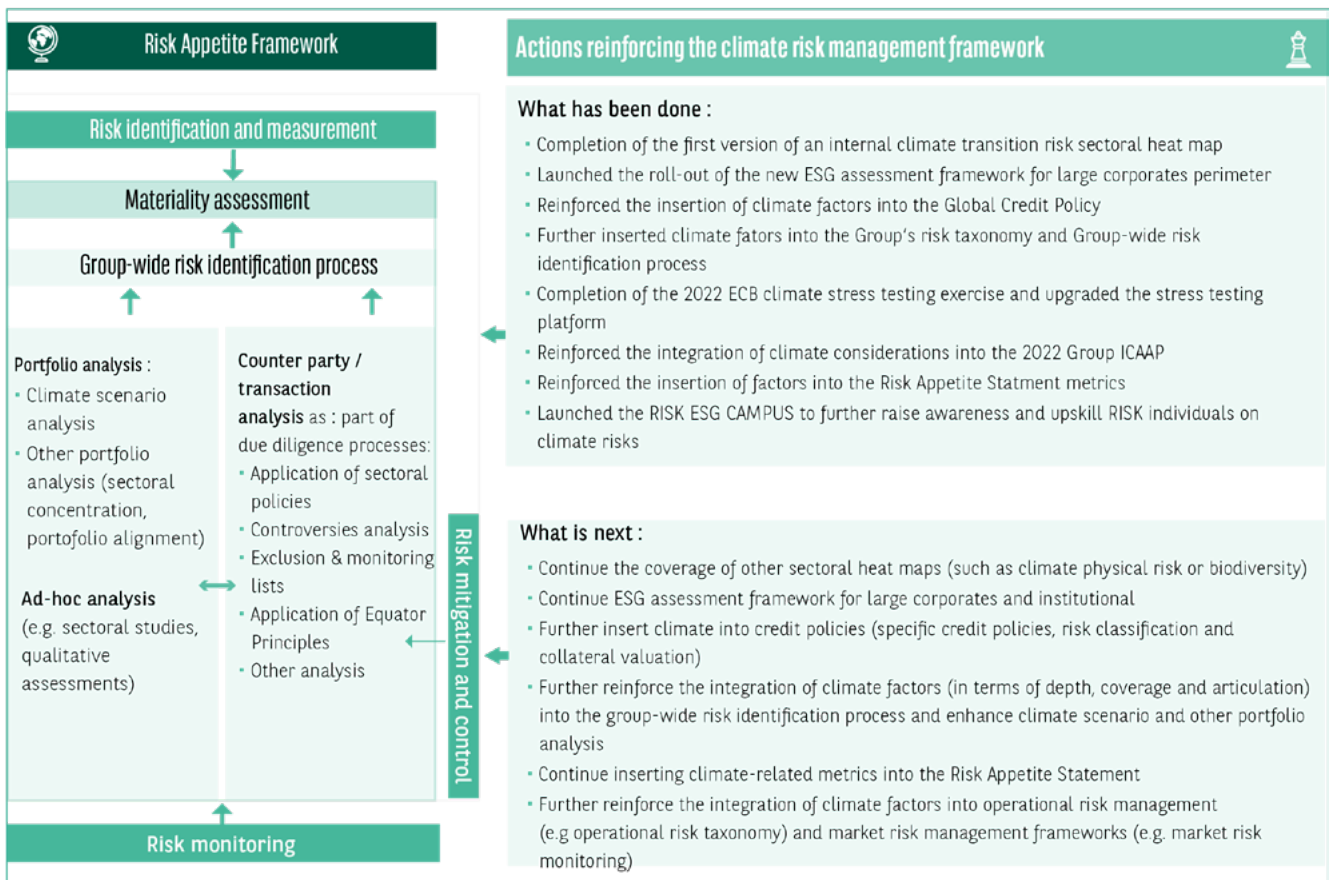 Risk Appetite Framework
Risk identification and measurement
Materiality assessment
Group-wide risk identification process
Portfolio analysis :
• Climate scenario
analysis
• Other portfolio
analysis (sectoral
concentration,
portofolio alignment)
Ad-hoc analysis
(e.g. sectoral studies,
qualitative
assessments)
Counter party /
transaction
analysis as : part of
due diligence processes:
• Application of sectoral
policies
• Controversies analysis
• Exclusion & monitoring
lists
• Application of Equator
Principles
• Other analysis
Risk mitigation and control
Risk monitoring
Actions reinforcing the climate risk management framework
What has been done :
• Completion of the first version of an internal climate transition risk sectoral heat map
• Launched the roll-out of the new ESG assessment framework for large corporates perimeter
• Reinforced the insertion of climate factors into the Global Credit Policy
• Further inserted climate fators into the Group's risk taxonomy and Group-wide risk
identification process
• Completion of the 2022 ECB climate stress testing exercise and upgraded the stress testing
platform
• Reinforced the integration of climate considerations into the 2022 Group ICAAP
• Reinforced the insertion of factors into the Risk Appetite Statment metrics
• Launched the RISK ESG CAMPUS to further raise awareness and upskill RISK individuals on
climate risks
What is next :
• Continue the coverage of other sectoral heat maps (such as climate physical risk or biodiversity)
• Continue ESG assessment framework for large corporates and institutional
• Further insert climate into credit policies (specific credit policies, risk classification and
collateral valuation)
• Further reinforce the integration of climate factors (in terms of depth, coverage and articulation)
into the group-wide risk identification process and enhance climate scenario and other portfolio
analysis
• Continue inserting climate-related metrics into the Risk Appetite Statement
• Further reinforce the integration of climate factors into operational risk management
(e.g operational risk taxonomy) and market risk management frameworks (e.g. market risk
monitoring)